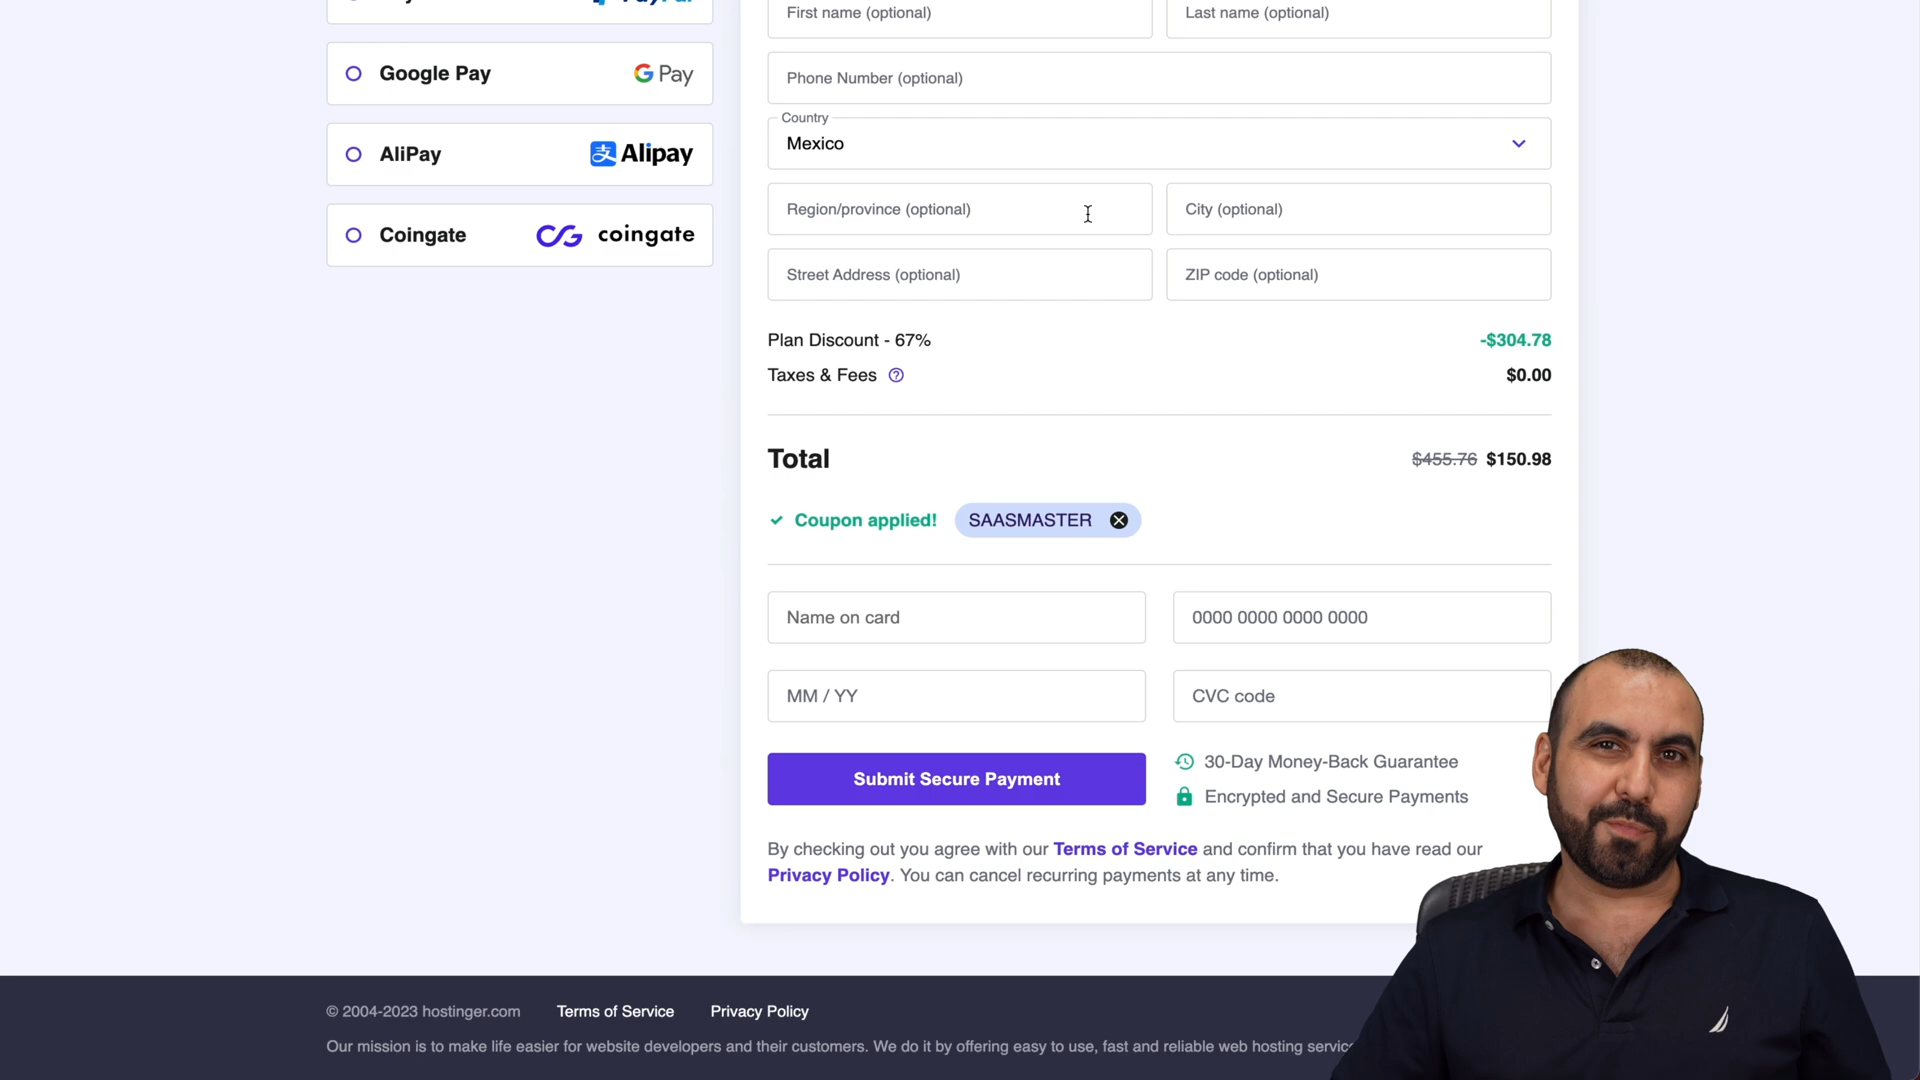 First name (optional)
Last name (optional)
Google Pay
G Pay
Phone Number (optional)
Country
Mexico
AliPay
支 Alipay
Region/province (optional)
City (optional)
Coingate
coingate
Street Address (optional)
ZIP code (optional)
Plan Discount - 67%
-$304.78
Taxes & Fees
$0.00
Total
$455.76 $150.98
Coupon applied!
SAASMASTER
Name on card
0000 0000 0000 0000
MM / YY
CVC code
Submit Secure Payment
30-Day Money-Back Guarantee
Encrypted and Secure Payments
By checking out you agree with our Terms of Service and confirm that you have read our
Privacy Policy. You can cancel recurring payments at any time.
© 2004-2023 hostinger.com
Terms of Service
Privacy Policy
Our mission is to make life easier for website developers and their customers. We do it by offering easy to use, fast and reliable web hosting